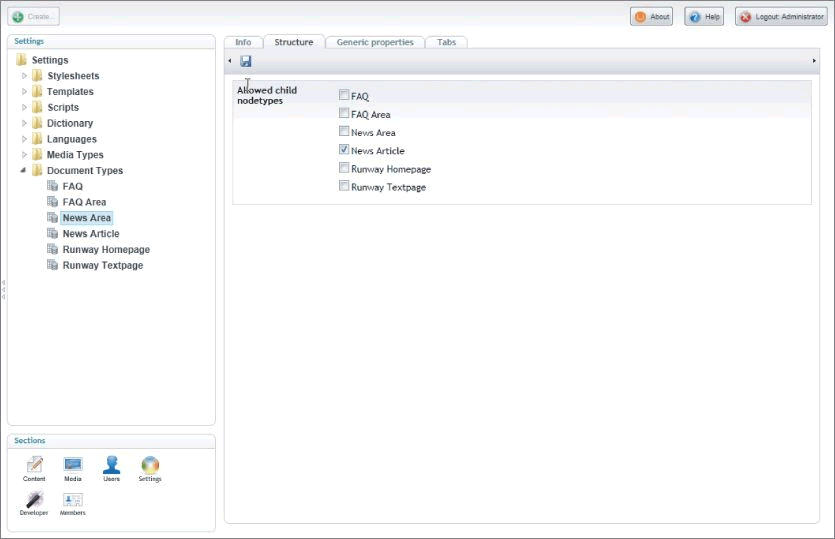 Create...
About
Help
Logout: Administrator
Settings
Settings
Stylesheets
Templates
Scripts
Dictionary
Languages
Media Types
Document Types
FAQ
FAQ Area
News Area
News Article
Runway Homepage
Runway Textpage
Sections
Content
Media
Users
Settings
Developer
Members
Info
Structure
Generic properties
Tabs
Allowed child
nodetypes
FAQ
FAQ Area
News Area
News Article
Runway Homepage
Runway Textpage